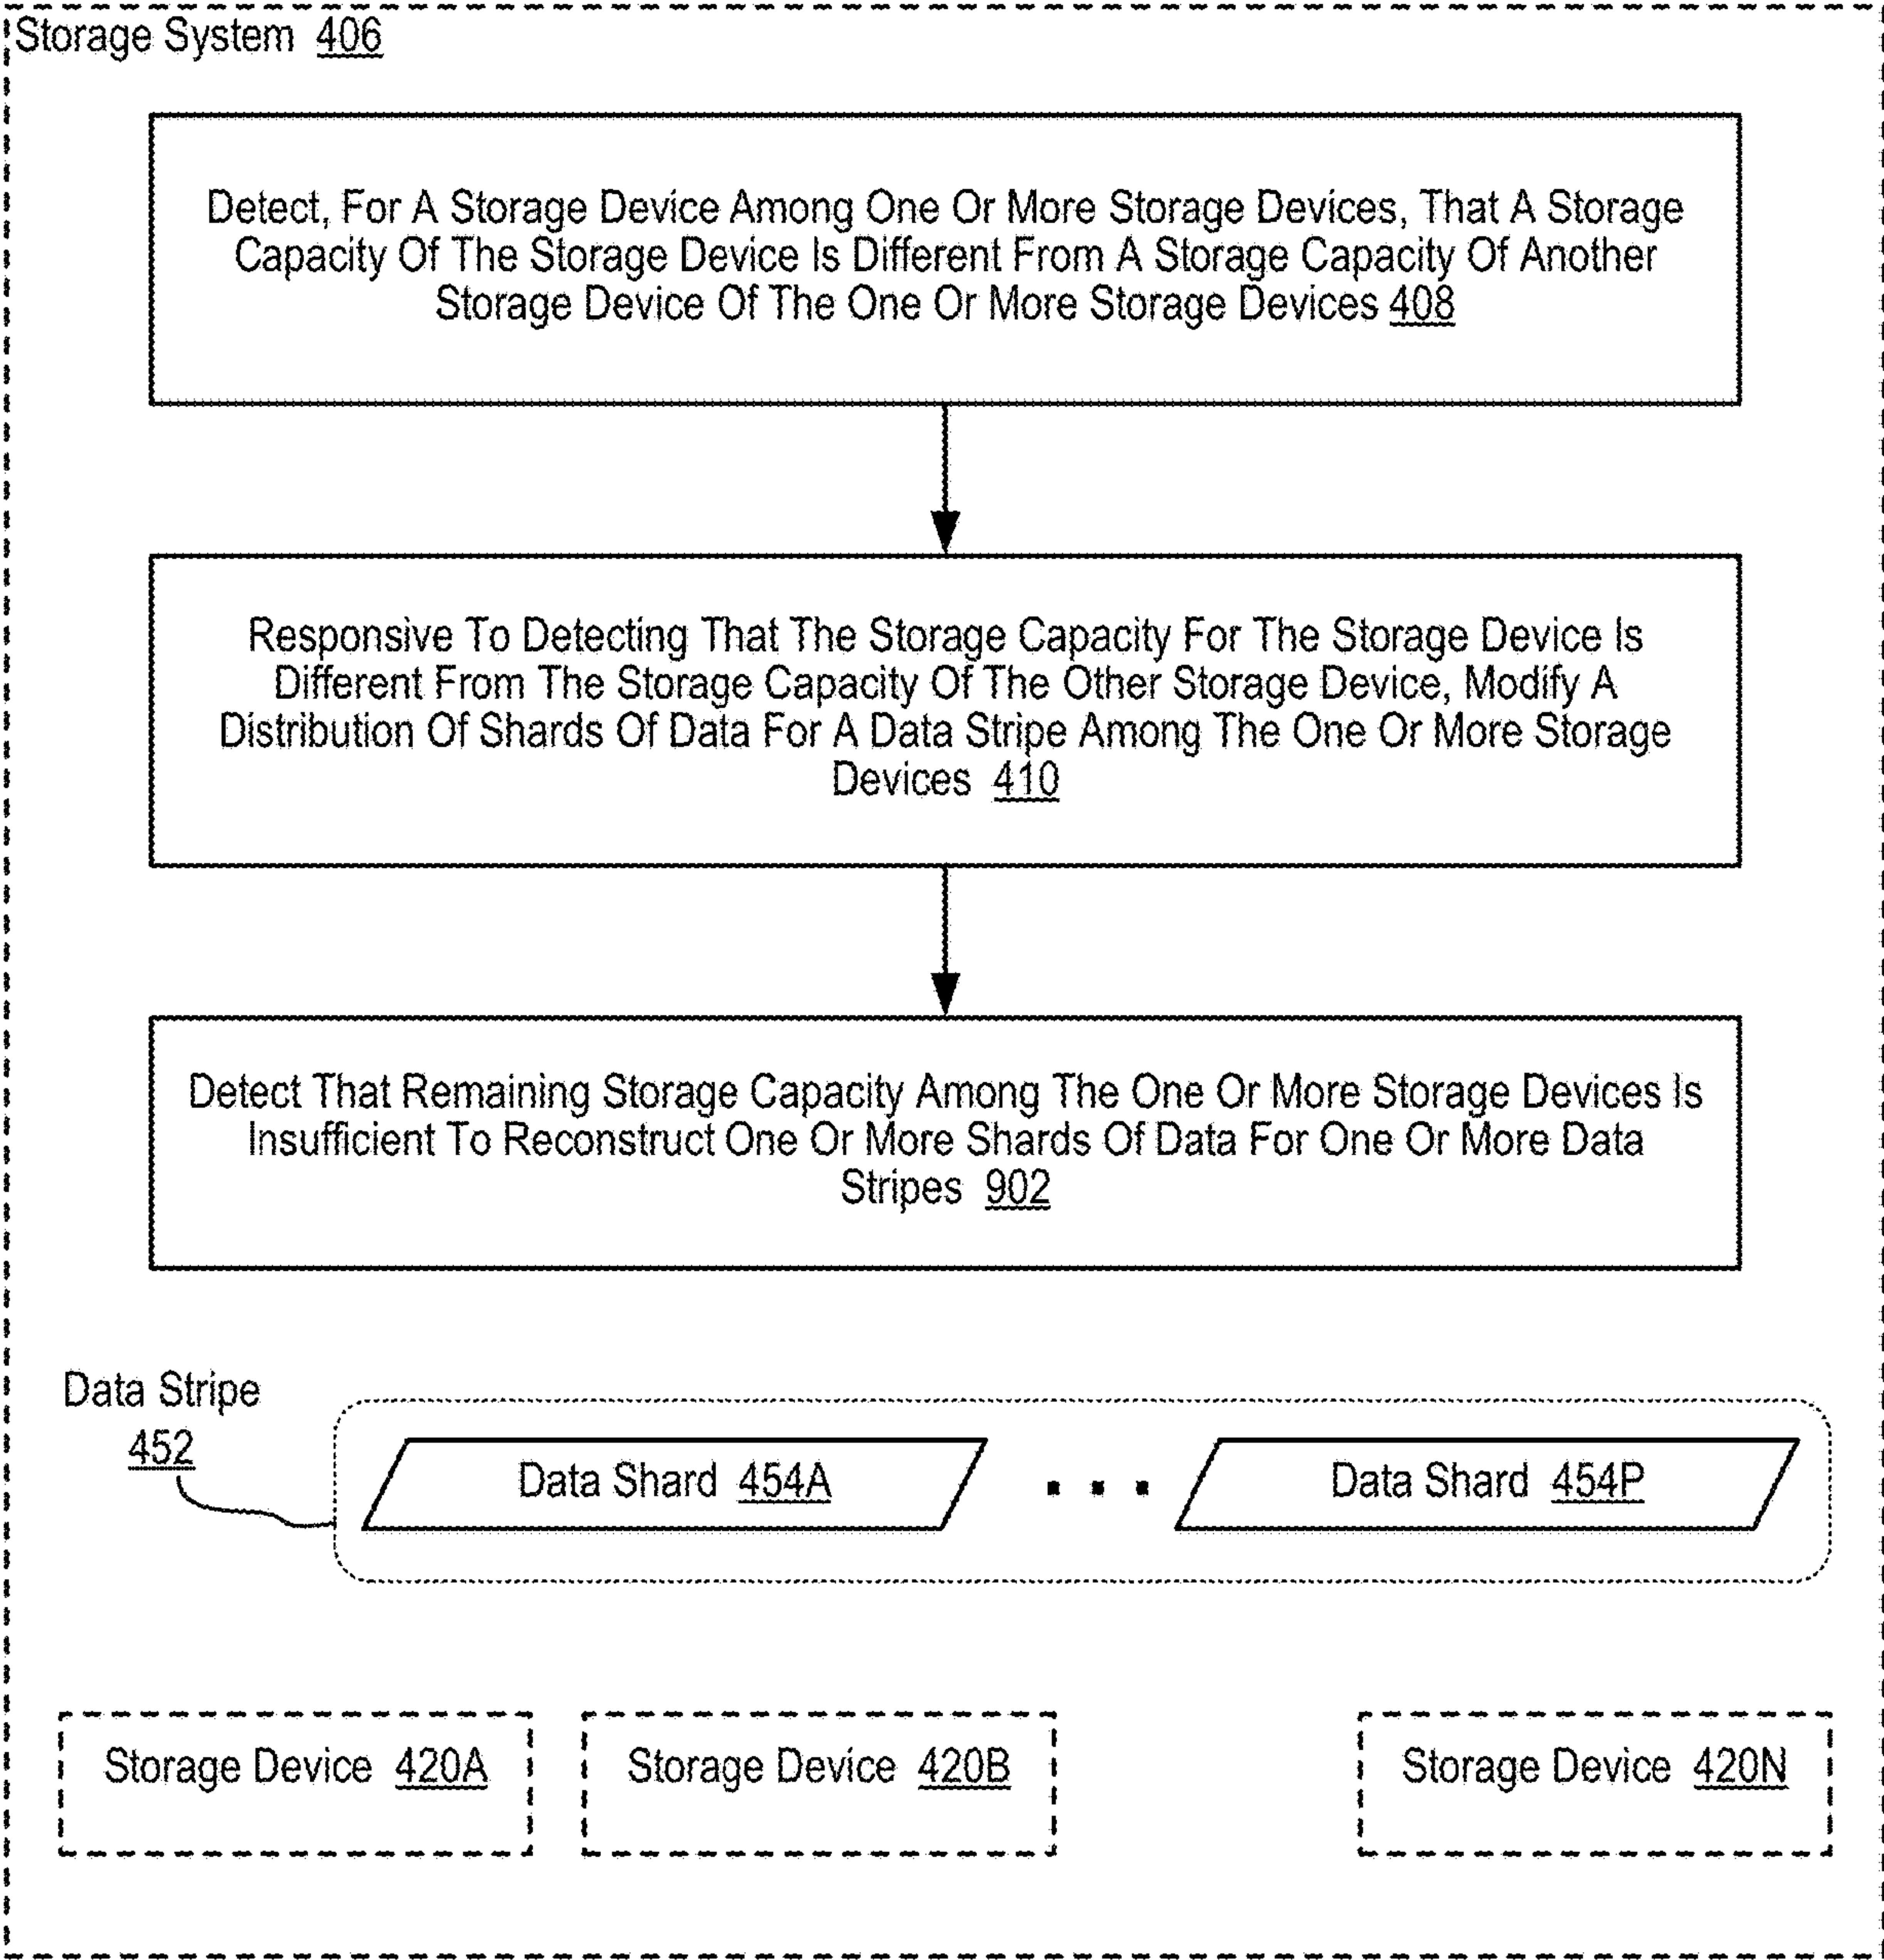 Storage System 406
Detect, For A Storage Device Among One Or More Storage Devices, That A Storage
Capacity Of The Storage Device Is Different From A Storage Capacity Of Another
Storage Device Of The One Or More Storage Devices 408
Responsive To Detecting That The Storage Capacity For The Storage Device Is
Different From The Storage Capacity Of The Other Storage Device, Modify A
Distribution Of Shards Of Data For A Data Stripe Among The One Or More Storage
Devices 410
Detect That Remaining Storage Capacity Among The One Or More Storage Devices Is
Insufficient To Reconstruct One Or More Shards Of Data For One Or More Data
Stripes 902
Data Stripe
452
Data Shard 454A
Data Shard 454P
Storage Device 420A
Storage Device 420B
Storage Device 420N